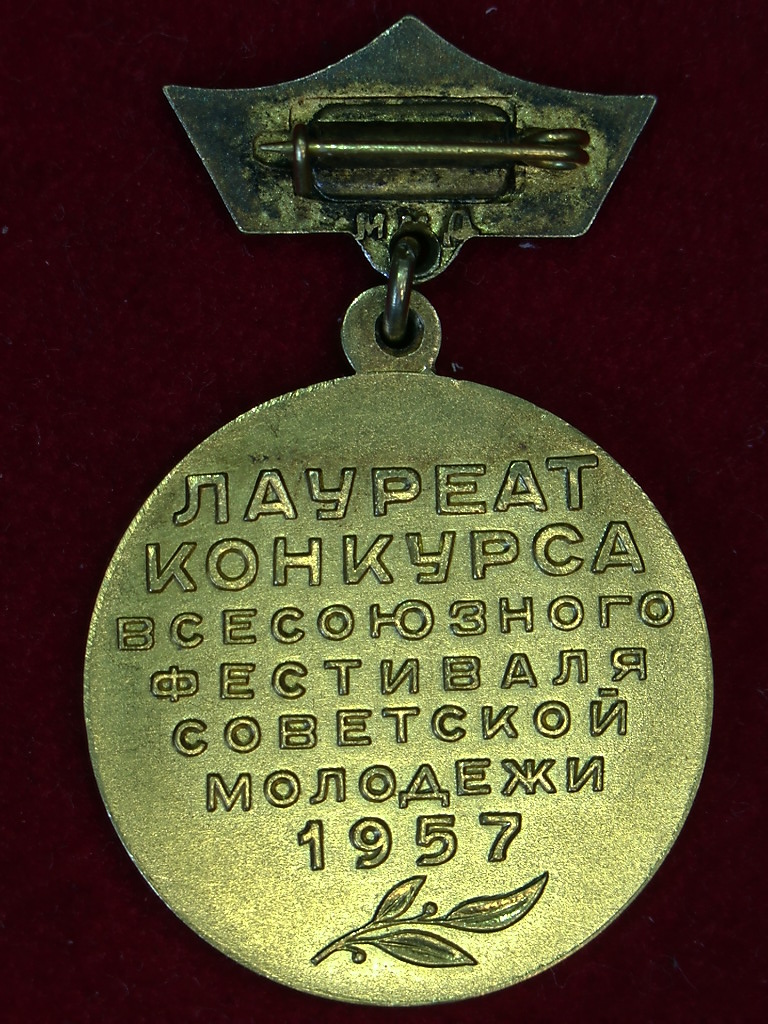 ЛАУРЕАТ
КОНКУРСА
ВСЕСОЮЗНОГО
ФЕСТИВАЛЯ
СОВЕТСКОЙ
МОЛОДЕЖИ
1957